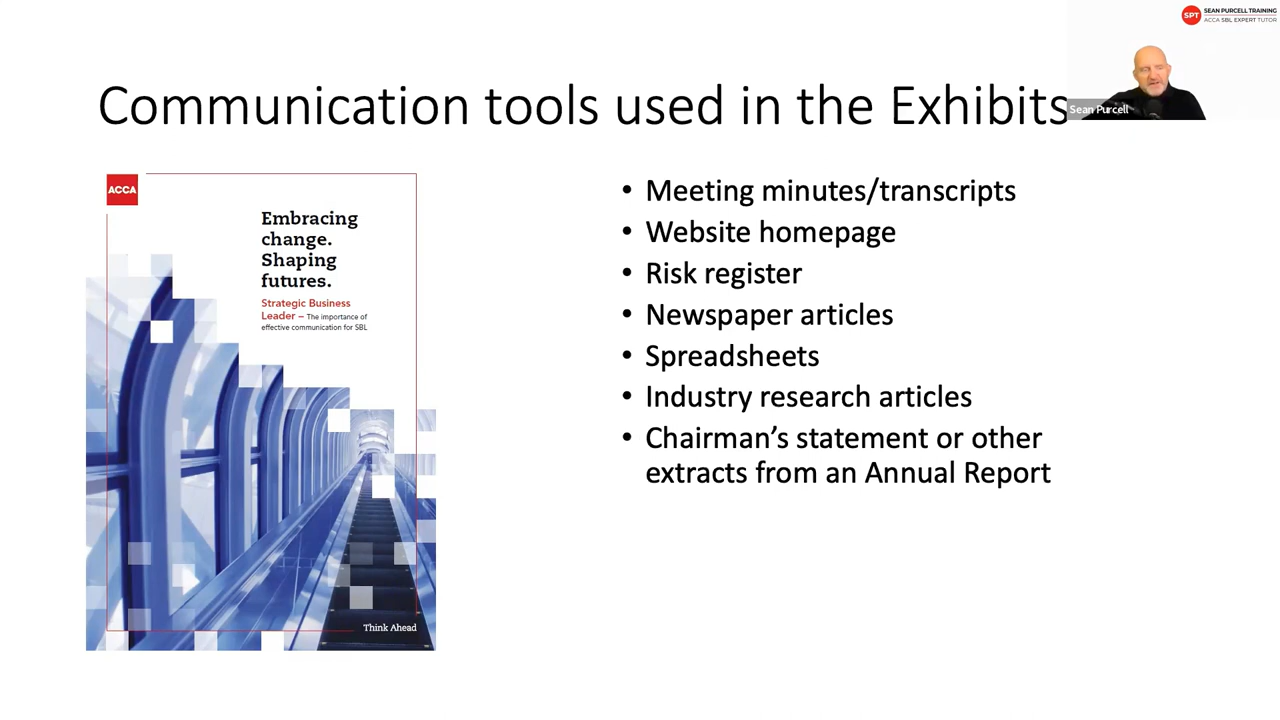 SPT
SEAN PURCELL TRAINING
ACCA SBL EXPERT TUTOR
Communication tools used in the Exhibits
Sean Purcell
ACCA
Embracing
change.
Shaping
futures.
Strategic Business
Leader – The importance of
effective communication for SBL
Think Ahead
• Meeting minutes/transcripts
• Website homepage
• Risk register
• Newspaper articles
• Spreadsheets
• Industry research articles
• Chairman’s statement or other
extracts from an Annual Report